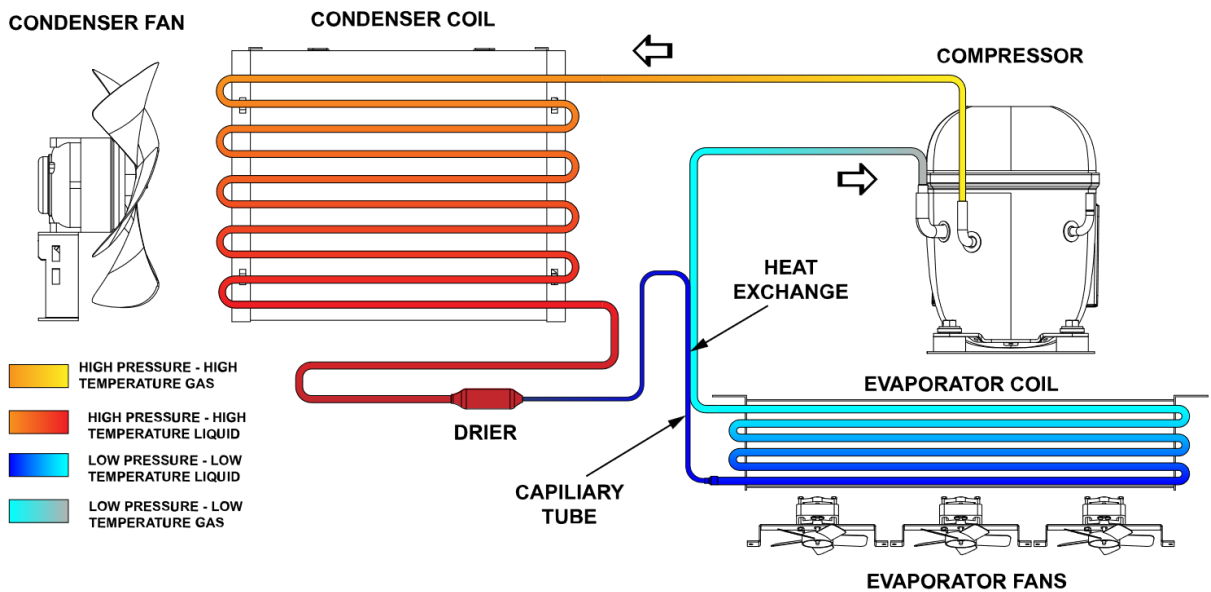 CONDENSER FAN
CONDENSER COIL
COMPRESSOR
HEAT
EXCHANGE
HIGH PRESSURE - HIGH
TEMPERATURE GAS
HIGH PRESSURE - HIGH
TEMPERATURE LIQUID
LOW PRESSURE - LOW
TEMPERATURE LIQUID
LOW PRESSURE - LOW
TEMPERATURE GAS
DRIER
CAPILIARY
TUBE
EVAPORATOR COIL
EVAPORATOR FANS